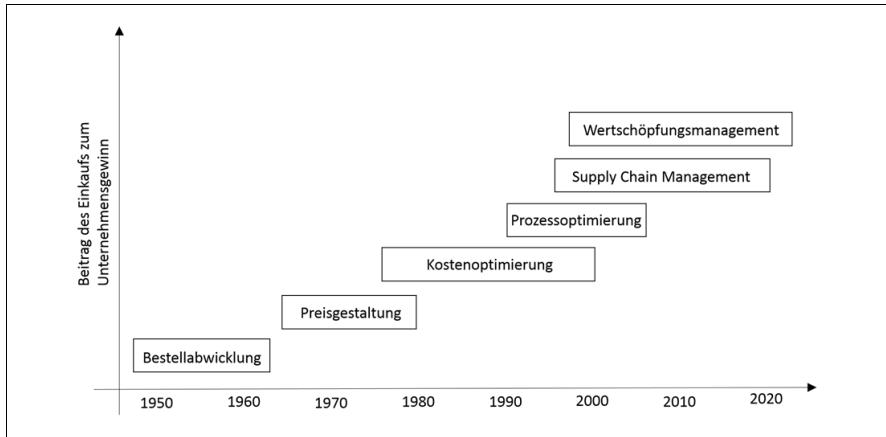 Beitrag des Einkaufs zum
Unternehmensgewinn
Wertschöpfungsmanagement
Supply Chain Management
Prozessoptimierung
Kostenoptimierung
Preisgestaltung
Bestellabwicklung
1950 1960 1970 1980 1990 2000 2010 2020